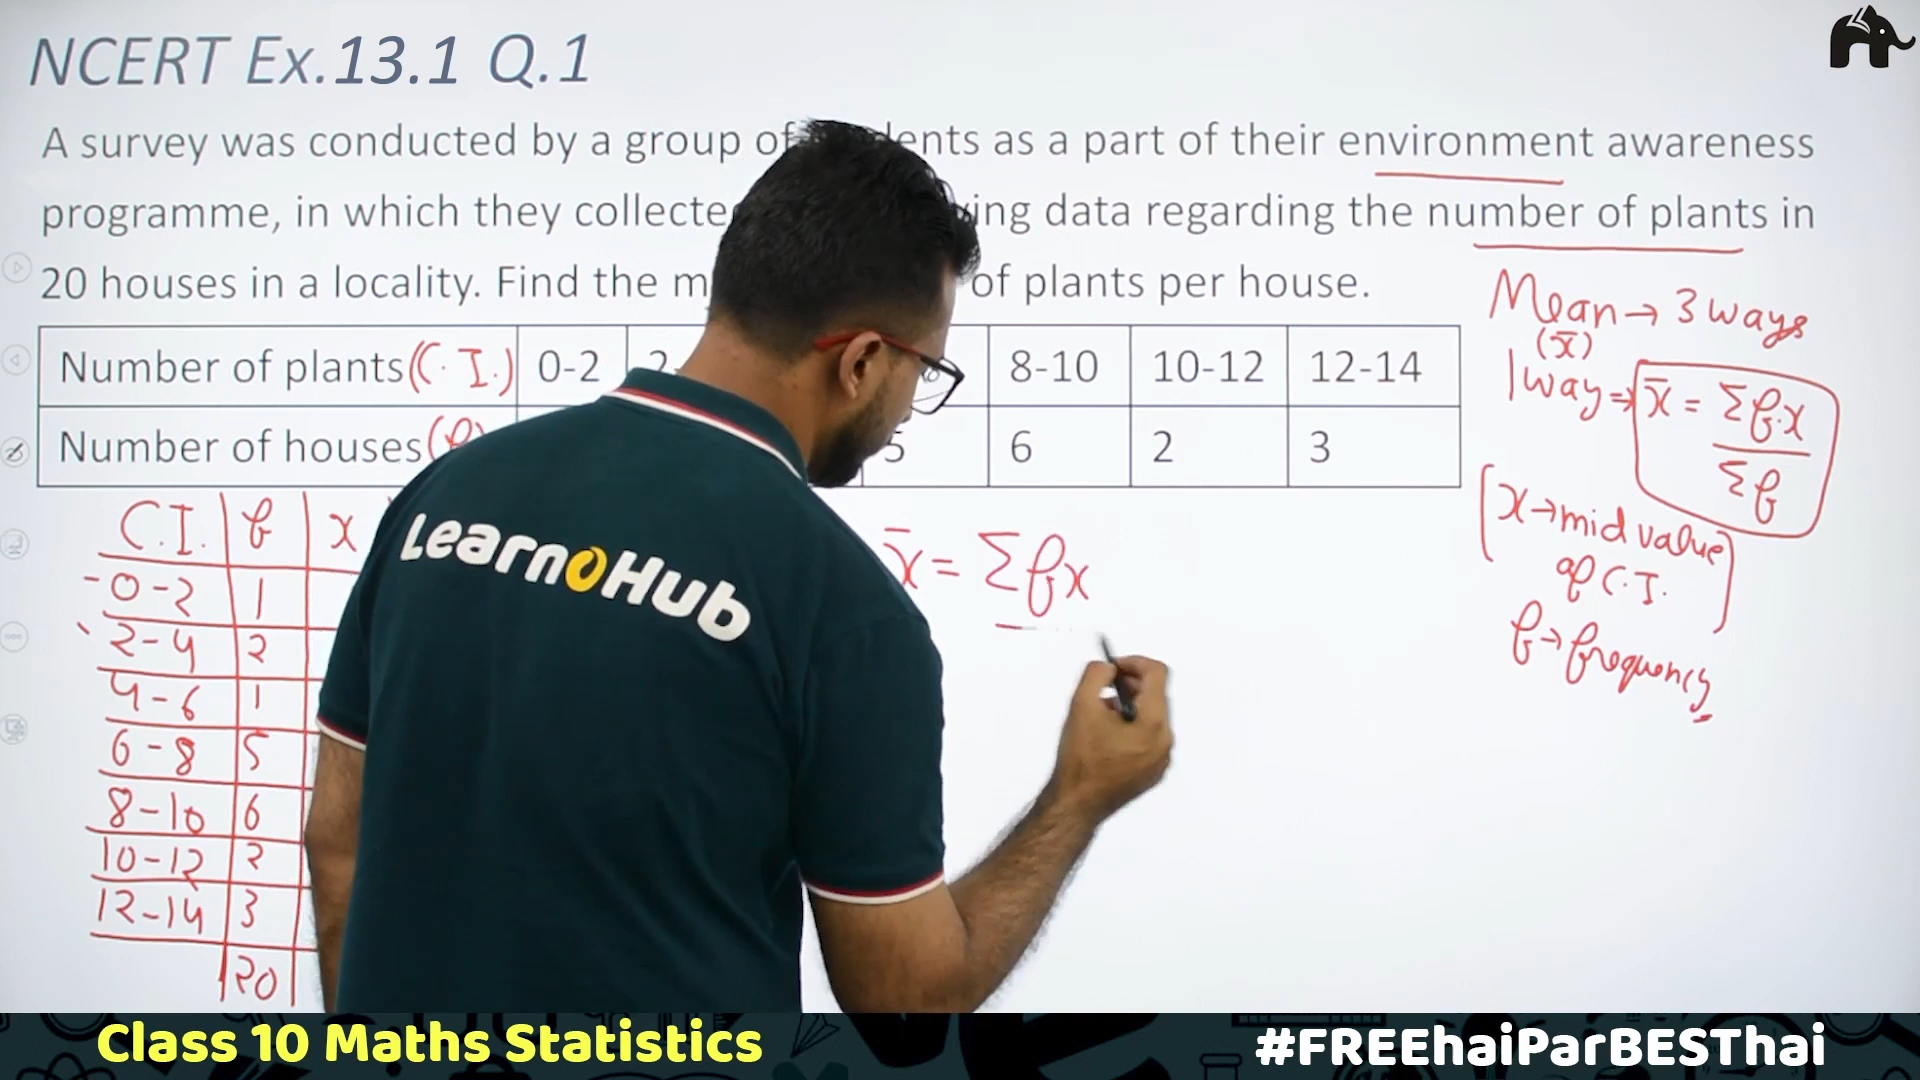 NCERT Ex.13.1 Q.1
A survey was conducted by a group of ents as a part of their environment awareness
programme, in which they collecte ing data regarding the number of plants in
20 houses in a locality. Find the m of plants per house.
Mean → 3 ways
(x̄)
Number of plants (C.I.) 0-2 2- 8-10 10-12 12-14
1 way ⇒ x̄ = Σf.x
Σf
Number of houses (f) 5 6 2 3
[x → mid value
of C.I.]
f → frequency
C.I. f x
0-2 1
2-4 2
4-6 1
6-8 5
8-10 6
10-12 2
12-14 3
20
x̄ = Σfx
LearnoHub
Class 10 Maths Statistics
#FREEhaiParBESThai